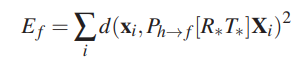 $E_f = \sum_i d(\mathbf{x}_i, P_{h \to f}[R_* T_*]\mathbf{X}_i)^2$